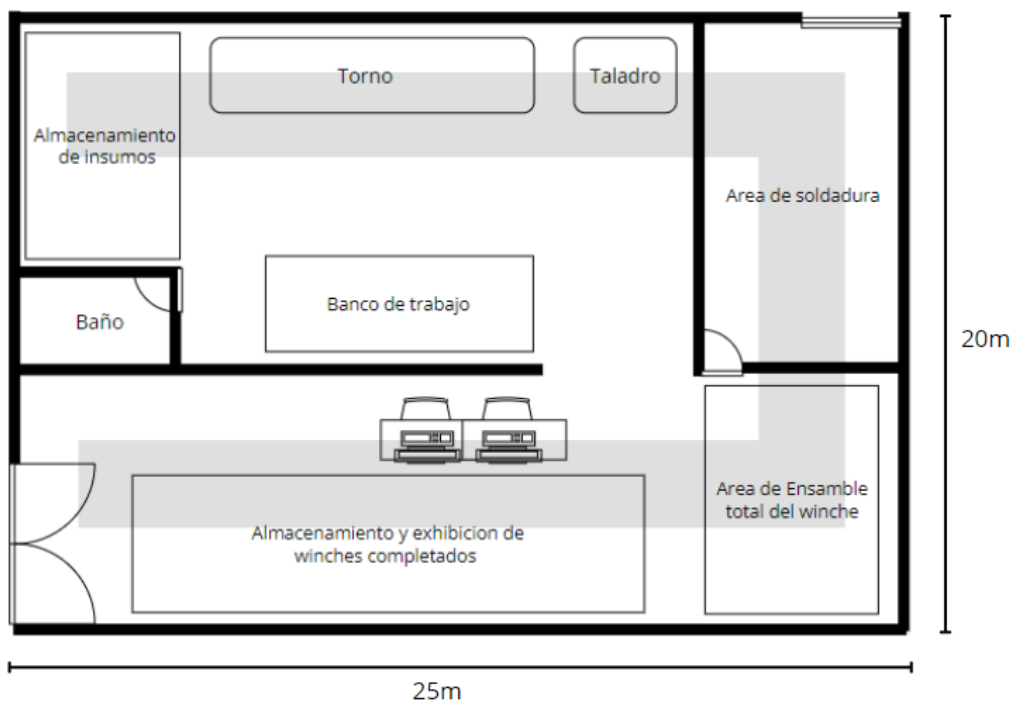 Torno
Taladro
Almacenamiento
de insumos
Area de soldadura
Banco de trabajo
Baño
20m
Area de Ensamble
total del winche
Almacenamiento y exhibicion de
winches completados
25m